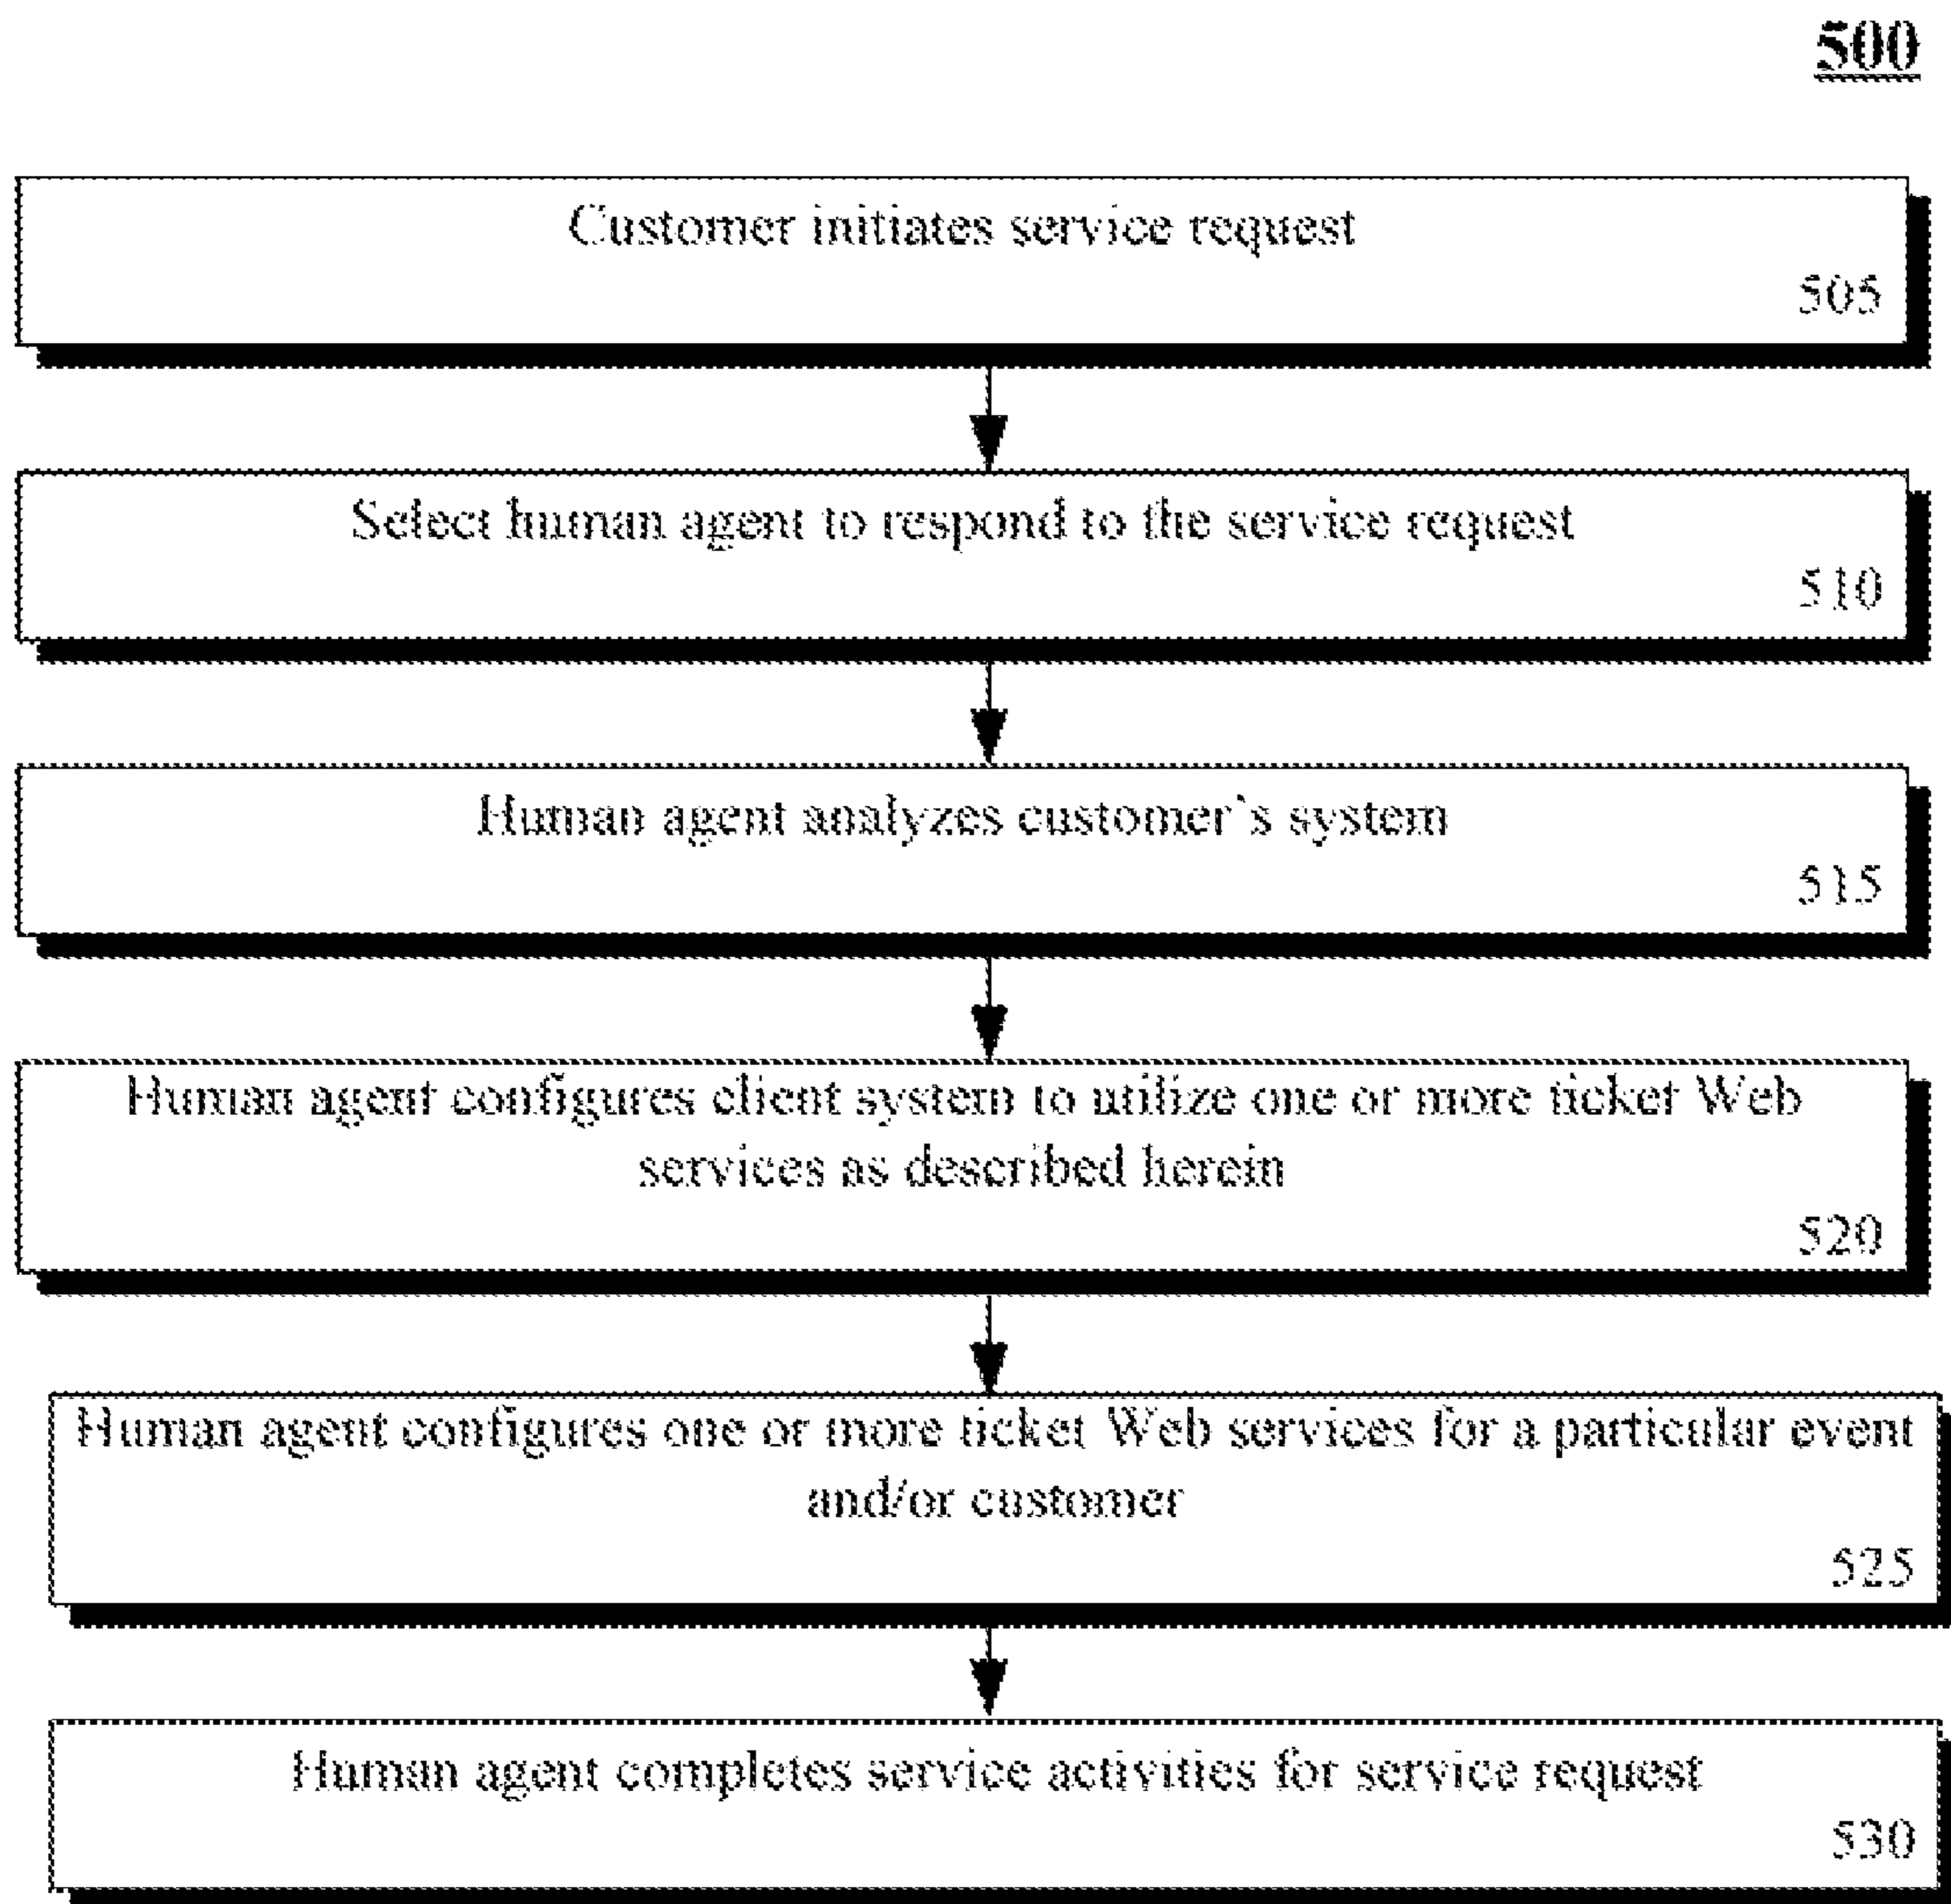 500
Customer initiates service request
505
Select human agent to respond to the service request
510
Human agent analyzes customer`s system
515
Human agent configures client system to utilize one or more ticket Web
services as described herein
520
Human agent configures one or more ticket Web services for a particular event
and/or customer
525
Human agent completes service activities for service request
530